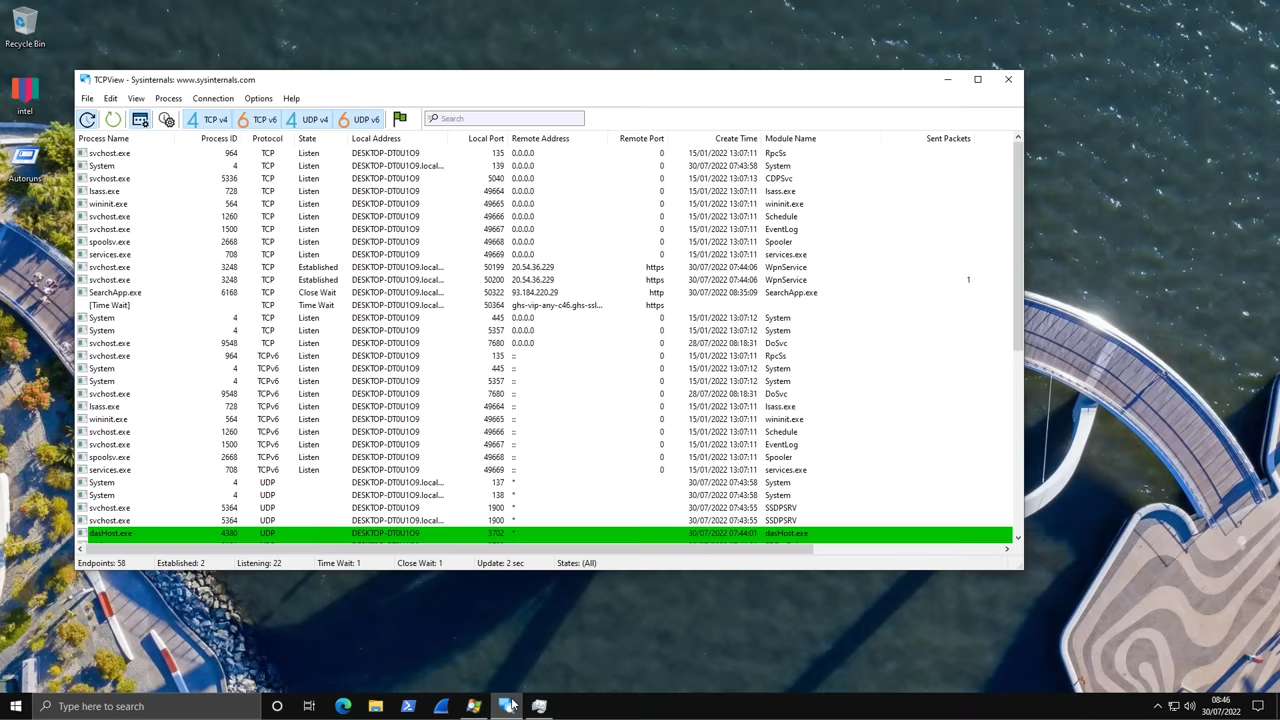 Recycle Bin
intel
Autoruns
TCPView - Sysinternals: www.sysinternals.com
File Edit View Process Connection Options Help
4 TCP v4 6 TCP v6 4 UDP v4 6 UDP v6 Search
Process Name Process ID Protocol State Local Address Local Port Remote Address Remote Port Create Time Module Name Sent Packets
svchost.exe 964 TCP Listen DESKTOP-DT0U1O9 135 0.0.0.0 0 15/01/2022 13:07:11 RpcSs
System 4 TCP Listen DESKTOP-DT0U1O9.local... 139 0.0.0.0 0 30/07/2022 07:43:58 System
svchost.exe 5336 TCP Listen DESKTOP-DT0U1O9 5040 0.0.0.0 0 15/01/2022 13:07:13 CDPSvc
lsass.exe 728 TCP Listen DESKTOP-DT0U1O9 49664 0.0.0.0 0 15/01/2022 13:07:11 lsass.exe
wininit.exe 564 TCP Listen DESKTOP-DT0U1O9 49665 0.0.0.0 0 15/01/2022 13:07:11 wininit.exe
svchost.exe 1260 TCP Listen DESKTOP-DT0U1O9 49666 0.0.0.0 0 15/01/2022 13:07:11 Schedule
svchost.exe 1500 TCP Listen DESKTOP-DT0U1O9 49667 0.0.0.0 0 15/01/2022 13:07:11 EventLog
spoolsv.exe 2668 TCP Listen DESKTOP-DT0U1O9 49668 0.0.0.0 0 15/01/2022 13:07:11 Spooler
services.exe 708 TCP Listen DESKTOP-DT0U1O9 49669 0.0.0.0 0 15/01/2022 13:07:11 services.exe
svchost.exe 3248 TCP Established DESKTOP-DT0U1O9.local... 50199 20.54.36.229 https 30/07/2022 07:44:06 WpnService
svchost.exe 3248 TCP Established DESKTOP-DT0U1O9.local... 50200 20.54.36.229 https 30/07/2022 07:44:06 WpnService 1
SearchApp.exe 6168 TCP Close Wait DESKTOP-DT0U1O9.local... 50322 93.184.220.29 http 30/07/2022 08:35:09 SearchApp.exe
[Time Wait] TCP Time Wait DESKTOP-DT0U1O9.local... 50364 ghs-vip-any-c46.ghs-ssl... https
System 4 TCP Listen DESKTOP-DT0U1O9 445 0.0.0.0 0 15/01/2022 13:07:12 System
System 4 TCP Listen DESKTOP-DT0U1O9 5357 0.0.0.0 0 15/01/2022 13:07:12 System
svchost.exe 9548 TCP Listen DESKTOP-DT0U1O9 7680 0.0.0.0 0 28/07/2022 08:18:31 DoSvc
svchost.exe 964 TCPv6 Listen DESKTOP-DT0U1O9 135 :: 0 15/01/2022 13:07:11 RpcSs
System 4 TCPv6 Listen DESKTOP-DT0U1O9 445 :: 0 15/01/2022 13:07:12 System
System 4 TCPv6 Listen DESKTOP-DT0U1O9 5357 :: 0 15/01/2022 13:07:12 System
svchost.exe 9548 TCPv6 Listen DESKTOP-DT0U1O9 7680 :: 0 28/07/2022 08:18:31 DoSvc
lsass.exe 728 TCPv6 Listen DESKTOP-DT0U1O9 49664 :: 0 15/01/2022 13:07:11 lsass.exe
wininit.exe 564 TCPv6 Listen DESKTOP-DT0U1O9 49665 :: 0 15/01/2022 13:07:11 wininit.exe
svchost.exe 1260 TCPv6 Listen DESKTOP-DT0U1O9 49666 :: 0 15/01/2022 13:07:11 Schedule
svchost.exe 1500 TCPv6 Listen DESKTOP-DT0U1O9 49667 :: 0 15/01/2022 13:07:11 EventLog
spoolsv.exe 2668 TCPv6 Listen DESKTOP-DT0U1O9 49668 :: 0 15/01/2022 13:07:11 Spooler
services.exe 708 TCPv6 Listen DESKTOP-DT0U1O9 49669 :: 0 15/01/2022 13:07:11 services.exe
System 4 UDP DESKTOP-DT0U1O9.local... 137 * 30/07/2022 07:43:58 System
System 4 UDP DESKTOP-DT0U1O9.local... 138 * 30/07/2022 07:43:58 System
svchost.exe 5364 UDP DESKTOP-DT0U1O9 1900 * 30/07/2022 07:43:55 SSDPSRV
svchost.exe 5364 UDP DESKTOP-DT0U1O9.local... 1900 * 30/07/2022 07:43:55 SSDPSRV
dasHost.exe 4380 UDP DESKTOP-DT0U1O9 3702 * 30/07/2022 07:44:01 dasHost.exe
Endpoints: 58 Established: 2 Listening: 22 Time Wait: 1 Close Wait: 1 Update: 2 sec States: (All)
Type here to search
08:46
30/07/2022